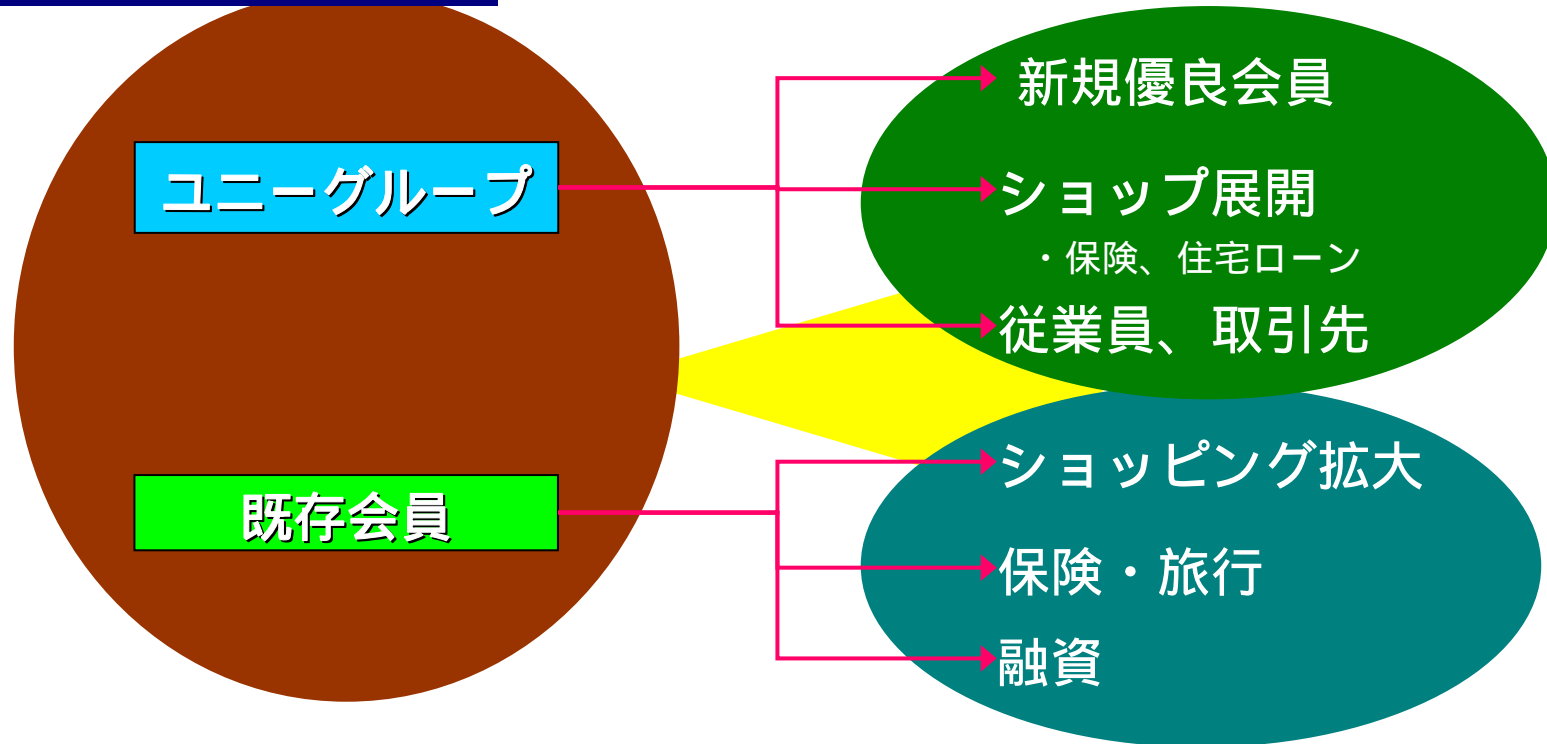 ユニーグループ
新規優良会員
ショップ展開
・保険、住宅ローン
従業員、取引先
既存会員
ショッピング拡大
保険・旅行
融資